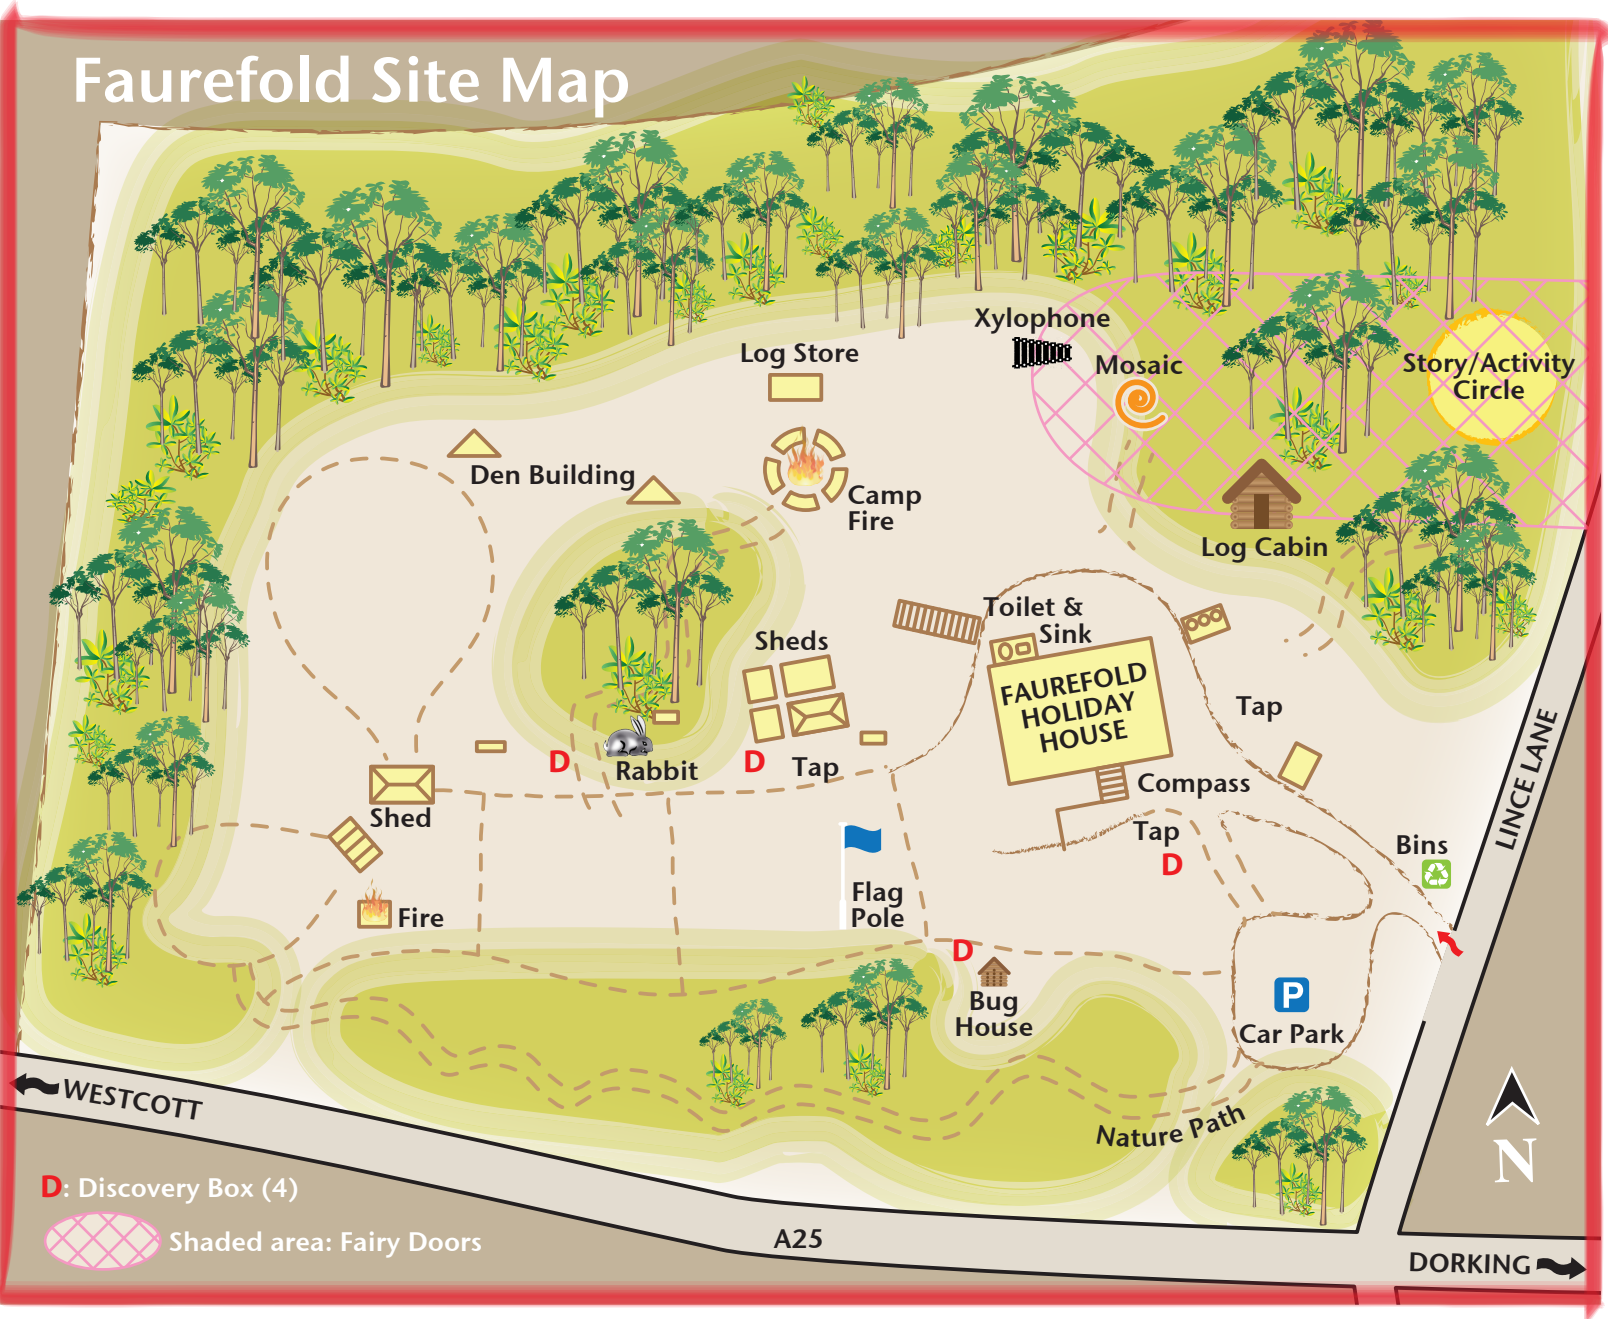 Faurefold Site Map
Xylophone
Log Store
Mosaic
Story/Activity
Circle
Den Building
Camp
Fire
Log Cabin
Toilet &
Sink
Sheds
FAUREFOLD
HOLIDAY
HOUSE
Tap
LINCE LANE
D
Rabbit
D
Tap
Compass
Shed
Tap
D
Bins
Flag
Pole
Fire
D
Bug
House
P
Car Park
WESTCOTT
Nature Path
N
D: Discovery Box (4)
Shaded area: Fairy Doors
A25
DORKING